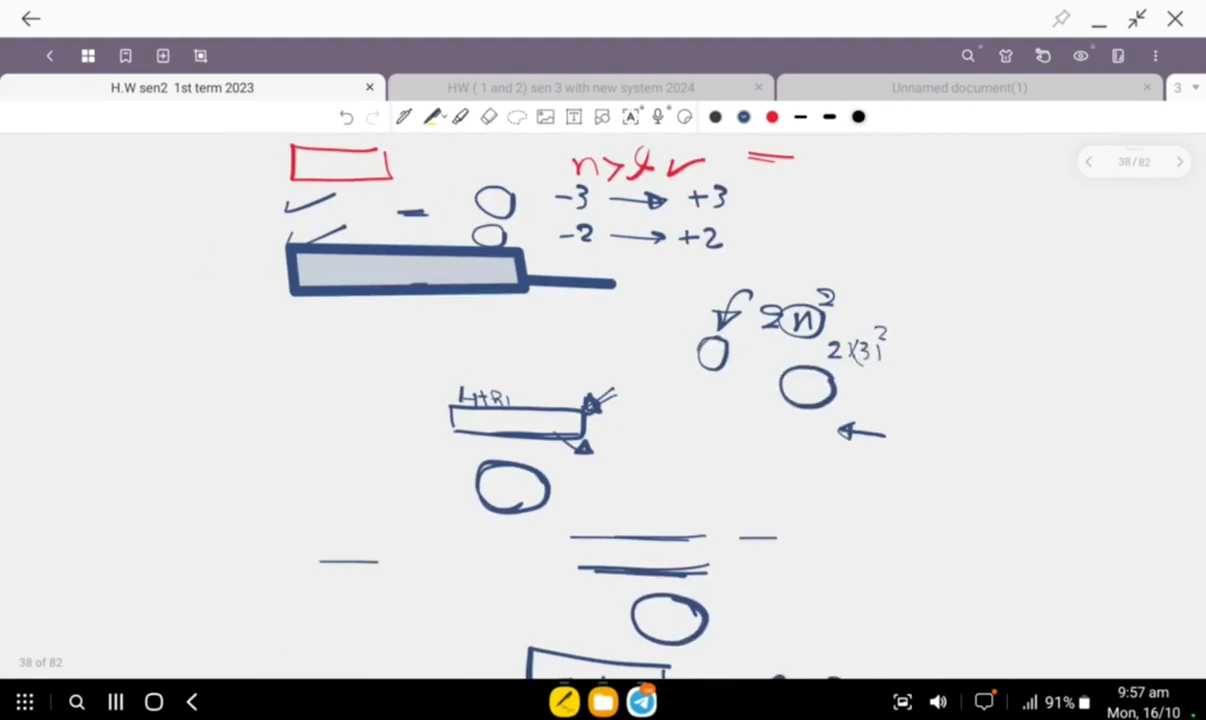 H.W sen2 1st term 2023
HW ( 1 and 2) sen 3 with new system 2024
Unnamed document(1)
3
38/82
-3 → +3
-2 → +2
2n²
2×(3)²
38 of 82
91%
9:57 am
Mon, 16/10